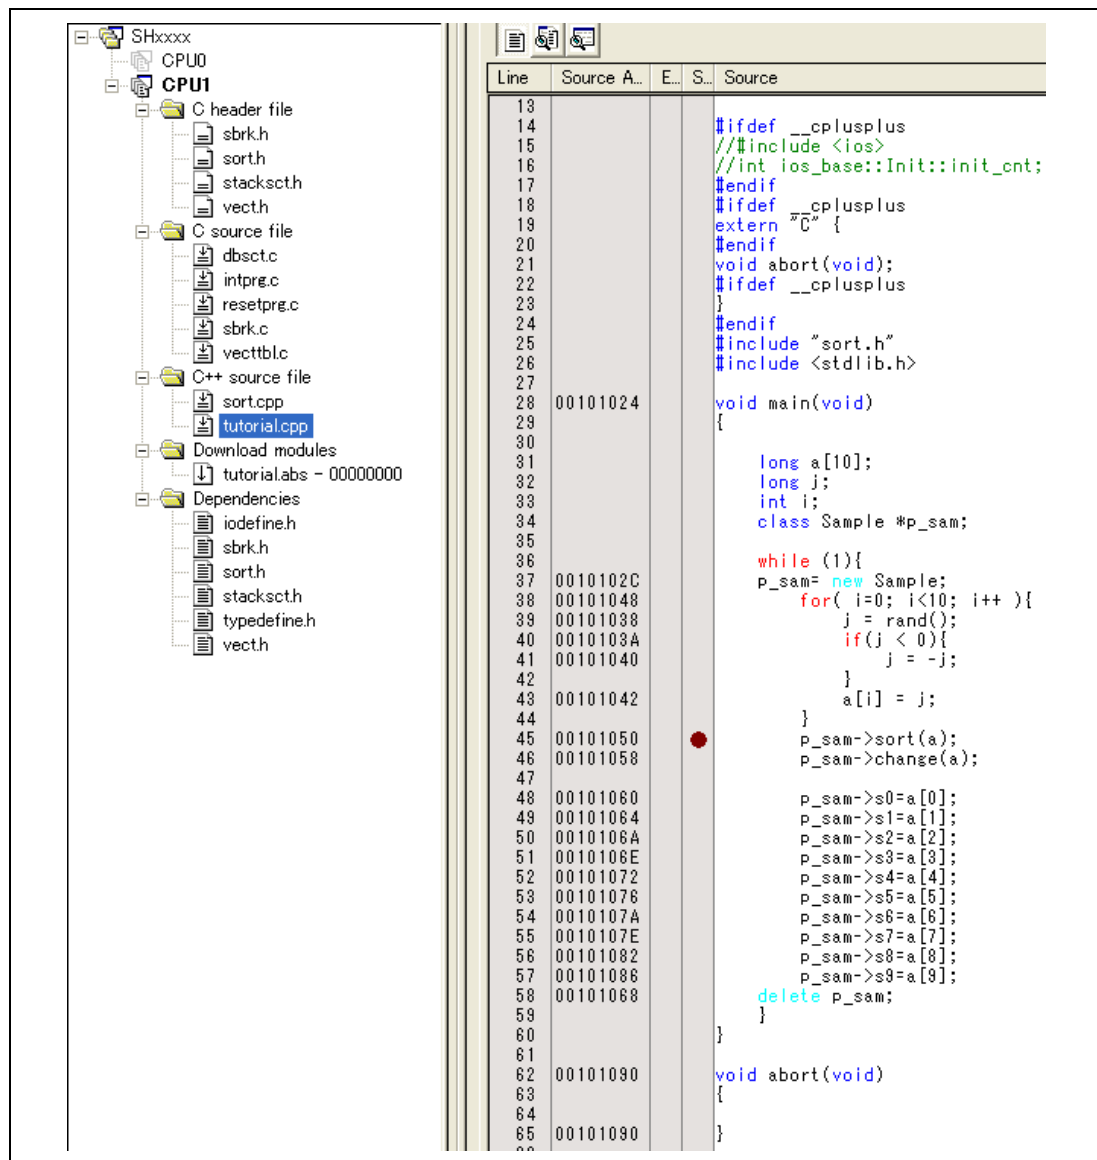 SHxxxx
CPU0
CPU1
C header file
sbrk.h
sort.h
stacksct.h
vect.h
C source file
dbsct.c
intprg.c
resetprg.c
sbrk.c
vecttbl.c
C++ source file
sort.cpp
tutorial.cpp
Download modules
tutorial.abs - 00000000
Dependencies
iodefine.h
sbrk.h
sort.h
stacksct.h
typedefine.h
vect.h
Line Source A... E... S... Source
13
14 #ifdef __cplusplus
15 //#include <ios>
16 //int ios_base::Init::init_cnt;
17 #endif
18 #ifdef __cplusplus
19 extern "C" {
20 #endif
21 void abort(void);
22 #ifdef __cplusplus
23 }
24 #endif
25 #include "sort.h"
26 #include <stdlib.h>
27
28 00101024 void main(void)
29 {
30
31 long a[10];
32 long j;
33 int i;
34 class Sample *p_sam;
35
36 while (1){
37 0010102C p_sam= new Sample;
38 00101048 for( i=0; i<10; i++ ){
39 00101038 j = rand();
40 0010103A if(j < 0){
41 00101040 j = -j;
42 }
43 00101042 a[i] = j;
44 }
45 00101050 p_sam->sort(a);
46 00101058 p_sam->change(a);
47
48 00101060 p_sam->s0=a[0];
49 00101064 p_sam->s1=a[1];
50 0010106A p_sam->s2=a[2];
51 0010106E p_sam->s3=a[3];
52 00101072 p_sam->s4=a[4];
53 00101076 p_sam->s5=a[5];
54 0010107A p_sam->s6=a[6];
55 0010107E p_sam->s7=a[7];
56 00101082 p_sam->s8=a[8];
57 00101086 p_sam->s9=a[9];
58 00101068 delete p_sam;
59 }
60 }
61
62 00101090 void abort(void)
63 {
64
65 00101090 }